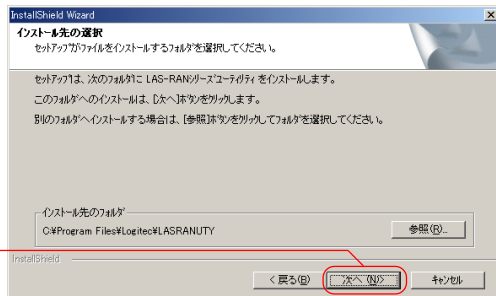 InstallShield Wizard
インストール先の選択
セットアップがファイルをインストールするフォルダを選択してください。
セットアップは、次のフォルダに LAS-RANシリーズユーティリティ をインストールします。
このフォルダへのインストールは、[次へ]ボタンをクリックします。
別のフォルダへインストールする場合は、[参照]ボタンをクリックしてフォルダを選択してください。
インストール先のフォルダ
C:¥Program Files¥Logitec¥LASRANUTY
参照(R)...
InstallShield
< 戻る(B)
次へ (N)>
キャンセル